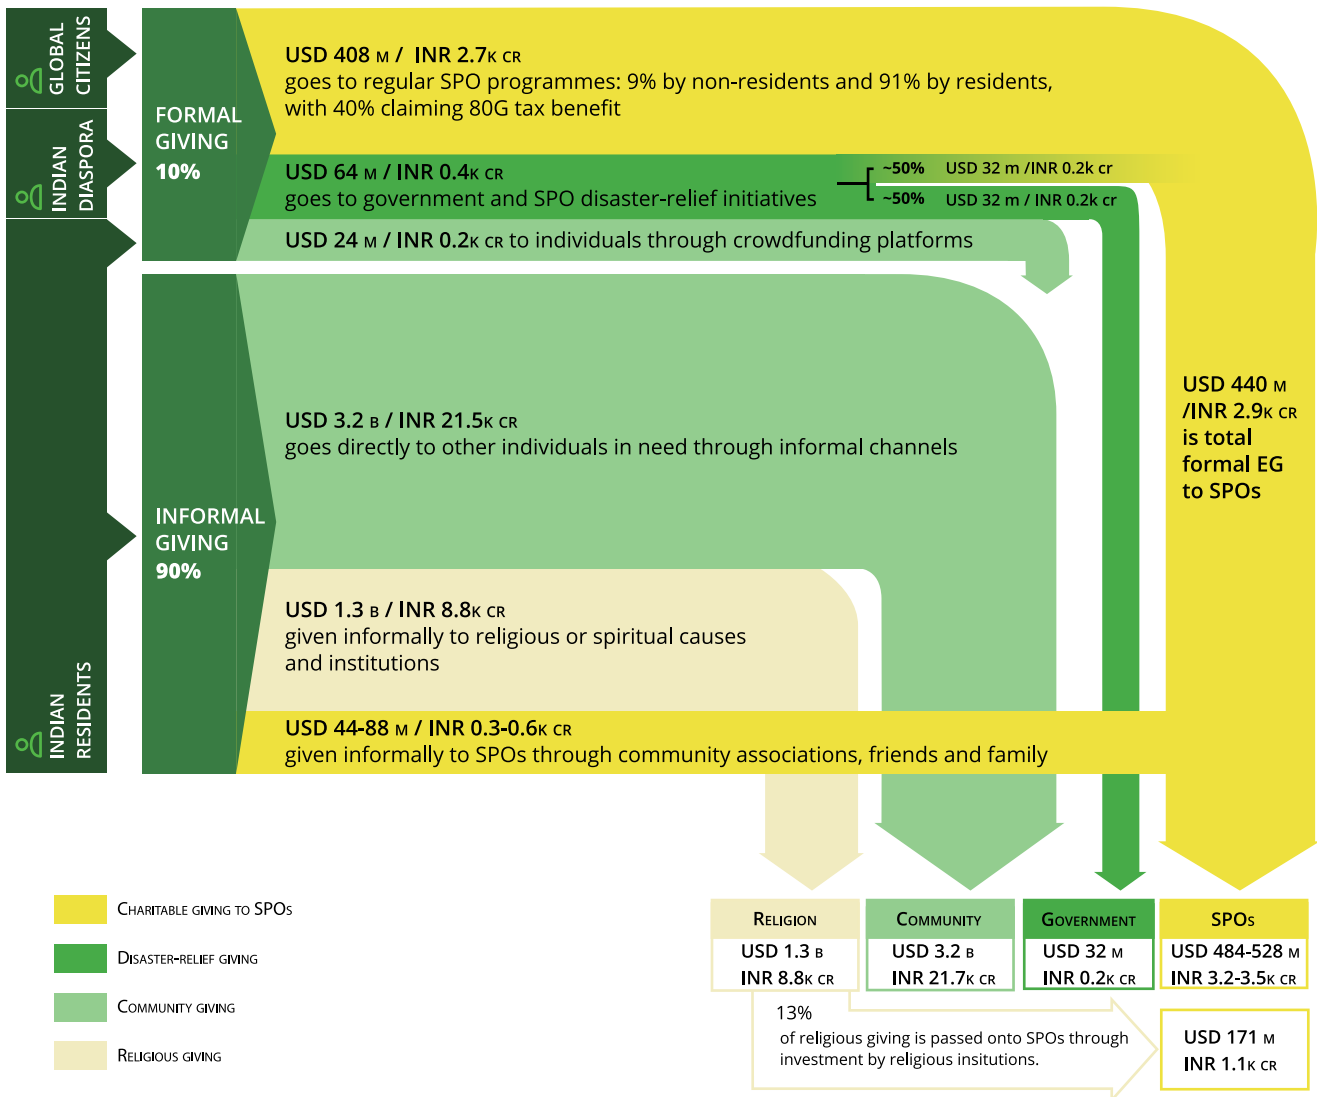 GLOBAL
CITIZENS
INDIAN
DIASPORA
INDIAN
RESIDENTS
FORMAL
GIVING
10%
USD 408 M / INR 2.7K CR
goes to regular SPO programmes: 9% by non-residents and 91% by residents,
with 40% claiming 80G tax benefit
USD 64 M / INR 0.4K CR
goes to government and SPO disaster-relief initiatives
~50% USD 32 m /INR 0.2k cr
~50% USD 32 m / INR 0.2k cr
USD 24 M / INR 0.2K CR to individuals through crowdfunding platforms
INFORMAL
GIVING
90%
USD 3.2 B / INR 21.5K CR
goes directly to other individuals in need through informal channels
USD 1.3 B / INR 8.8K CR
given informally to religious or spiritual causes
and institutions
USD 44-88 M / INR 0.3-0.6K CR
given informally to SPOs through community associations, friends and family
USD 440 M
/INR 2.9K CR
is total
formal EG
to SPOs
CHARITABLE GIVING TO SPOS
DISASTER-RELIEF GIVING
COMMUNITY GIVING
RELIGIOUS GIVING
RELIGION
USD 1.3 B
INR 8.8K CR
COMMUNITY
USD 3.2 B
INR 21.7K CR
GOVERNMENT
USD 32 M
INR 0.2K CR
SPOS
USD 484-528 M
INR 3.2-3.5K CR
13%
of religious giving is passed onto SPOs through
investment by religious insitutions.
USD 171 M
INR 1.1K CR